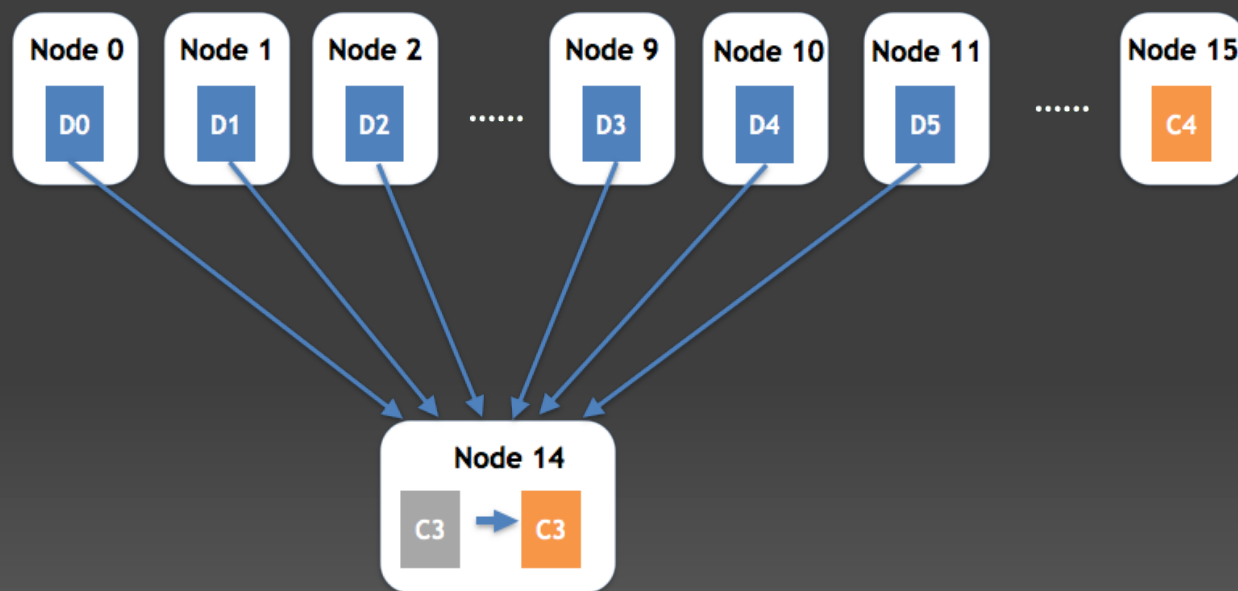 Node 0 Node 1 Node 2 Node 9 Node 10 Node 11 Node 15
D0 D1 D2 ...... D3 D4 D5 ...... C4
Node 14
C3 C3